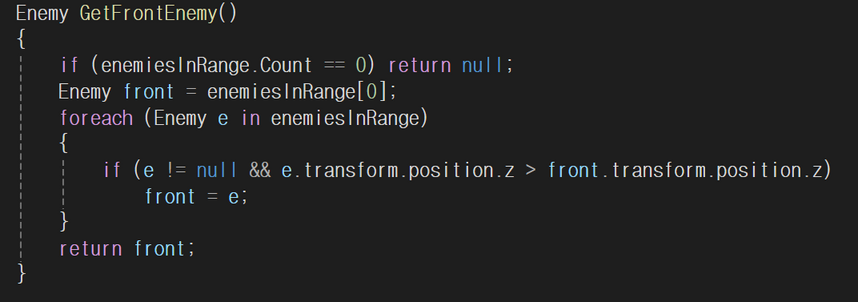 Enemy GetFrontEnemy()
{
if (enemiesInRange.Count == 0) return null;
Enemy front = enemiesInRange[0];
foreach (Enemy e in enemiesInRange)
{
if (e != null && e.transform.position.z > front.transform.position.z)
front = e;
}
return front;
}